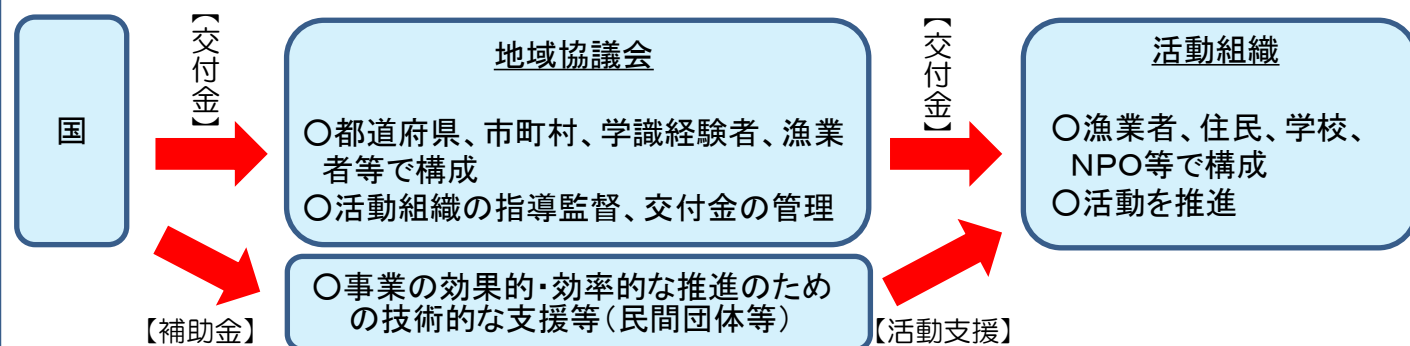 国
【交付金】
地域協議会
○都道府県、市町村、学識経験者、漁業
者等で構成
○活動組織の指導監督、交付金の管理
【交付金】
活動組織
○漁業者、住民、学校、
NPO等で構成
○活動を推進
【補助金】
○事業の効果的・効率的な推進のため
の技術的な支援等（民間団体等）
【活動支援】